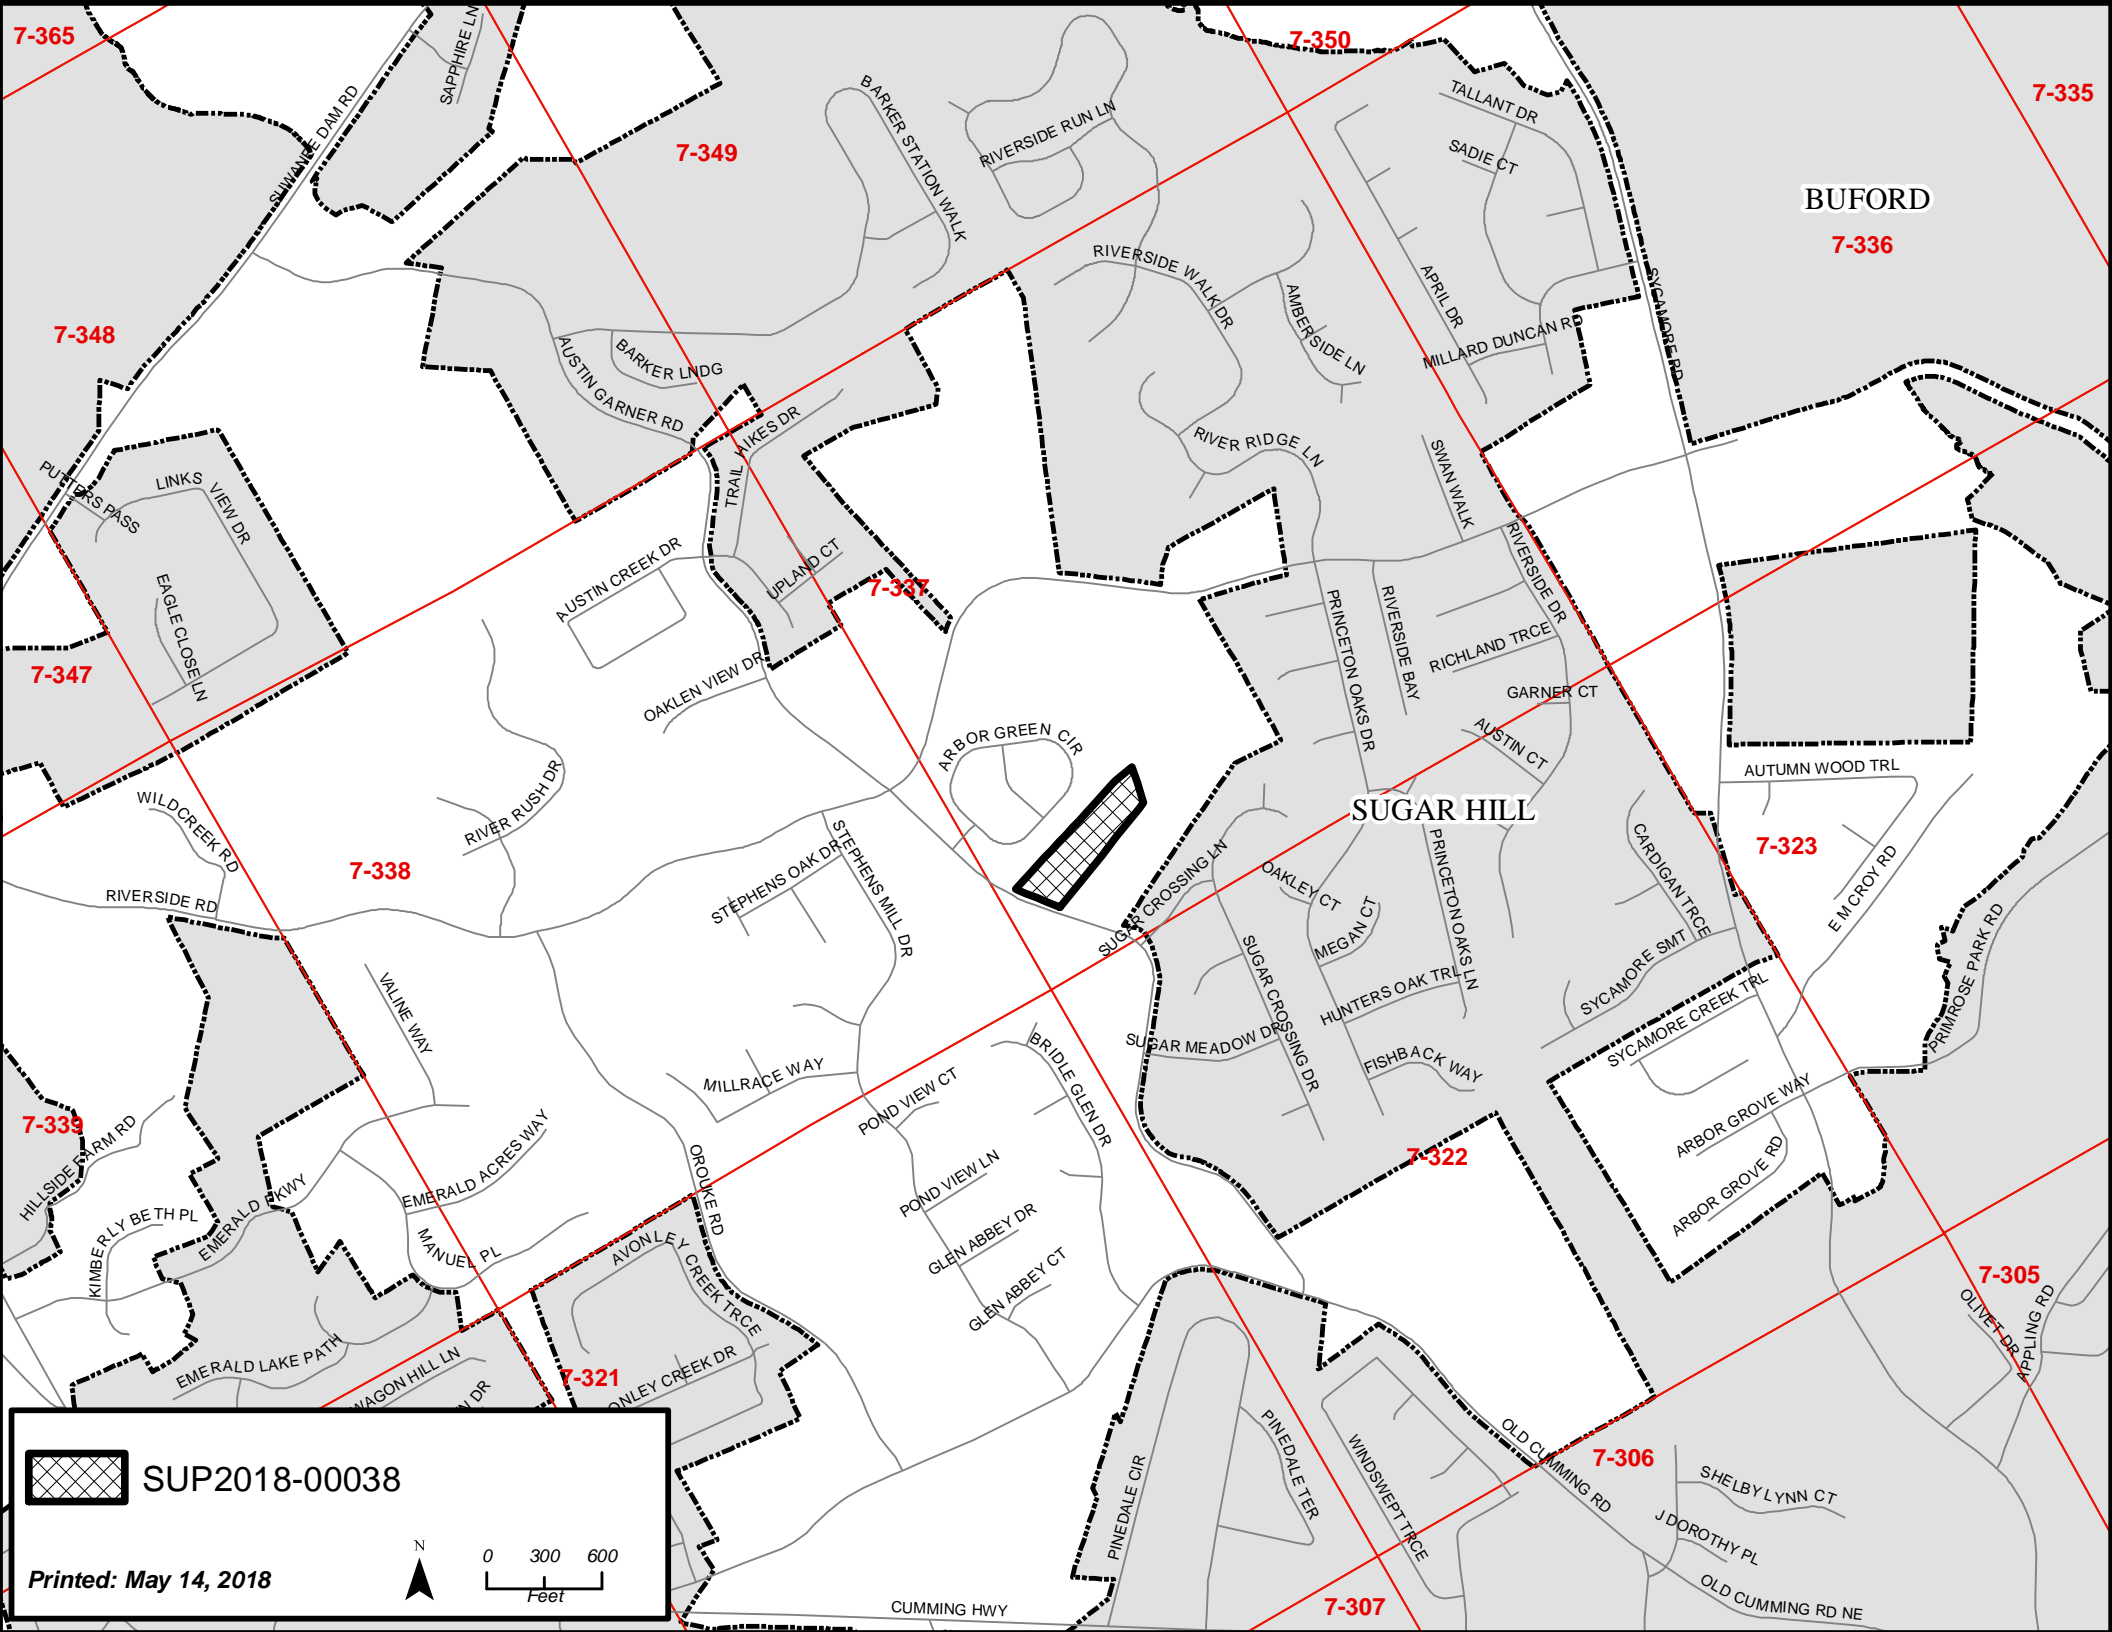 7-365
SAPPHIRE LN
7-350
7-335
SUWANEE DAM RD
7-349
BARKER STATION WALK
RIVERSIDE RUN LN
TALLANT DR
SADIE CT
BUFORD
7-336
7-348
RIVERSIDE WALK DR
AMBERSIDE LN
APRIL DR
MILLARD DUNCAN RD
SYCAMORE RD
AUSTIN GARNER RD
BARKER LNDG
TRAIL HIKES DR
RIVER RIDGE LN
SWAN WALK
PUTTERS PASS
LINKS VIEW DR
EAGLE CLOSE LN
7-347
AUSTIN CREEK DR
UPLAND CT
7-337
OAKLEN VIEW DR
PRINCETON OAKS DR
RIVERSIDE BAY
RIVERSIDE DR
RICHLAND TRCE
GARNER CT
AUSTIN CT
ARBOR GREEN CIR
RIVER RUSH DR
WILDCREEK RD
7-338
RIVERSIDE RD
STEPHENS OAK DR
STEPHENS MILL DR
SUGAR HILL
AUTUMN WOOD TRL
7-323
E M CROY RD
SUGAR CROSSING LN
OAKLEY CT
MEGAN CT
PRINCETON OAKS LN
CARDIGAN TRCE
SYCAMORE SMT
PRIMROSE PARK RD
VALINE WAY
SUGAR CROSSING DR
HUNTERS OAK TRL
SYCAMORE CREEK TRL
SUGAR MEADOW DR
FISHBACK WAY
MILLRACE WAY
POND VIEW CT
BRIDLE GLEN DR
7-339
HILLSIDE FARM RD
ARBOR GROVE WAY
ARBOR GROVE RD
7-322
KIMBERLY BETH PL
EMERALD PKWY
EMERALD ACRES WAY
MANUEL PL
OROUKE RD
POND VIEW LN
GLEN ABBEY DR
GLEN ABBEY CT
AVONLEY CREEK TRCE
7-305
OLIVET DR
APPLING RD
EMERALD LAKE PATH
WAGON HILL LN
N DR
7-321
ONLEY CREEK DR
PINEDALE CIR
PINEDALE TER
WINDSWEPT TRCE
OLD CUMMING RD
7-306
SHELBY LYNN CT
J DOROTHY PL
OLD CUMMING RD NE
7-307
CUMMING HWY
SUP2018-00038
Printed: May 14, 2018
N
0 300 600
Feet